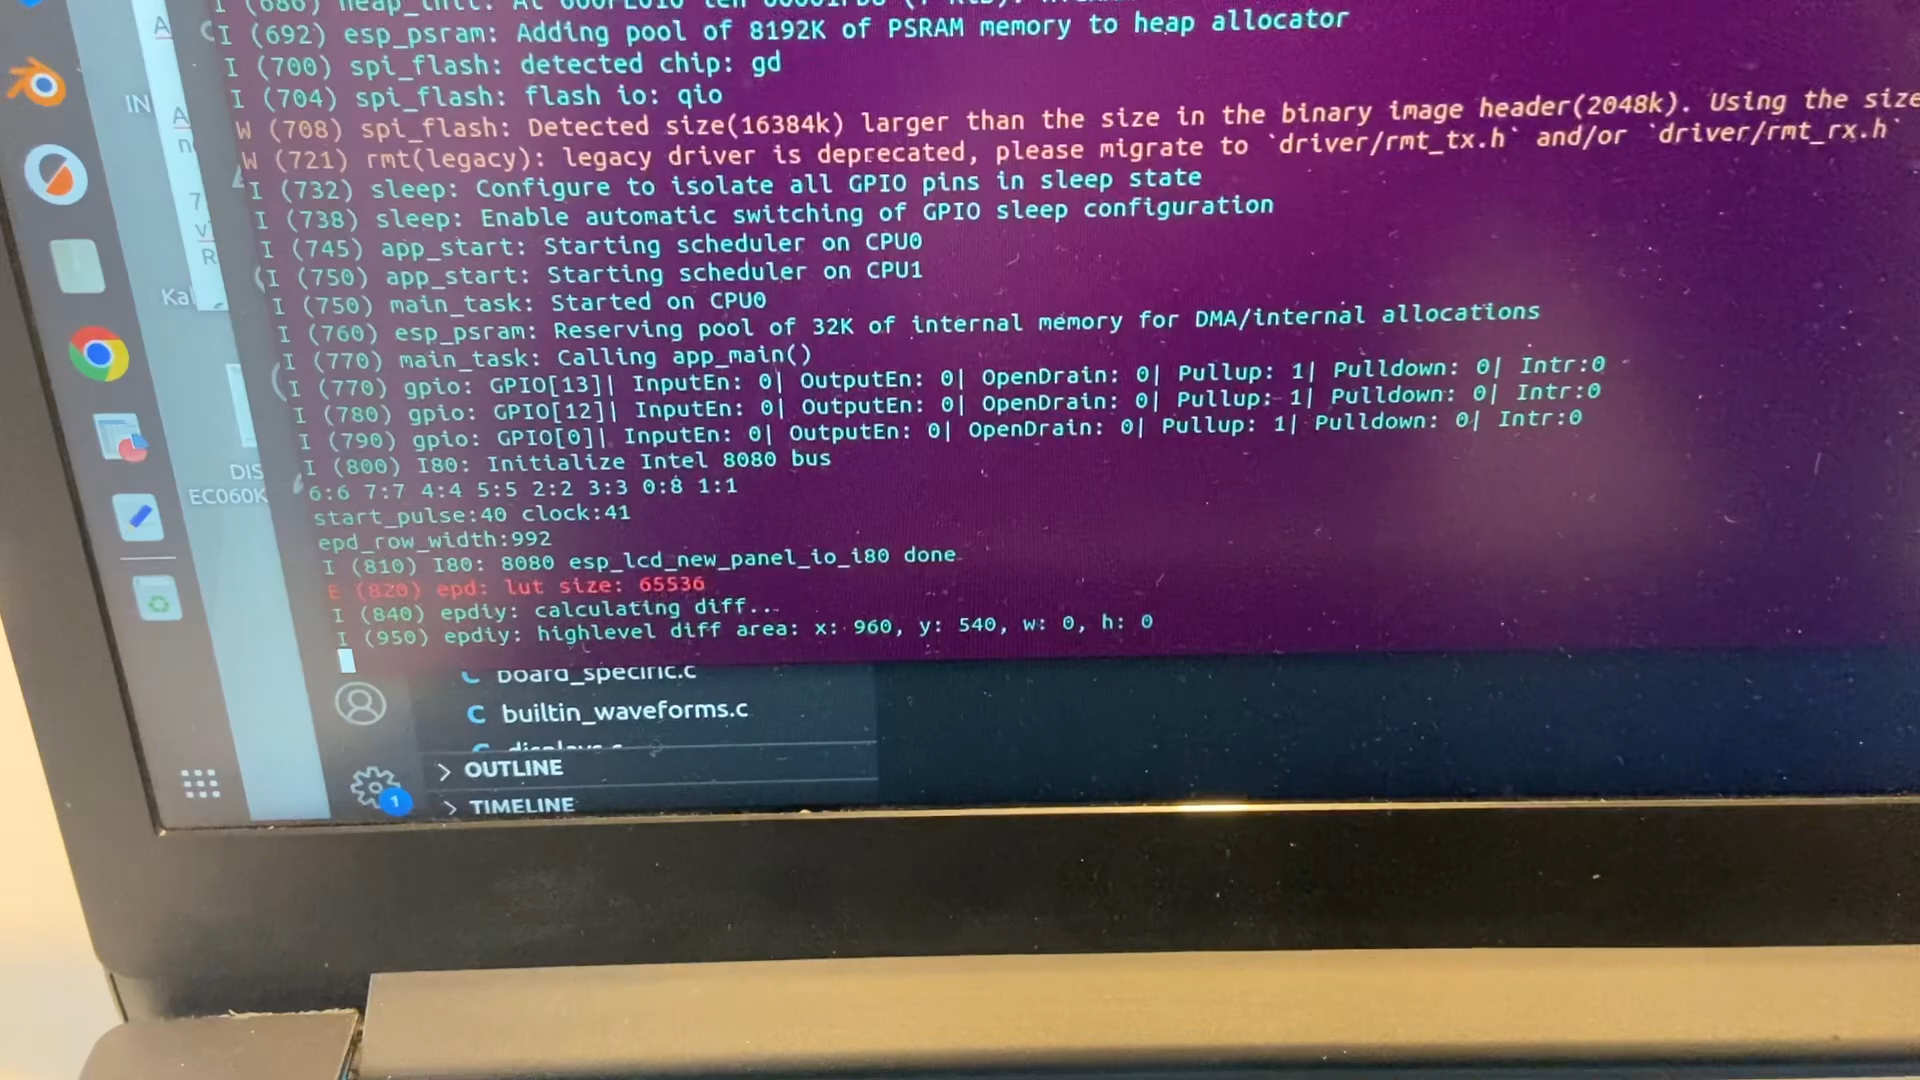 I (692) esp_psram: Adding pool of 8192K of PSRAM memory to heap allocator
I (700) spi_flash: detected chip: gd
I (704) spi_flash: flash io: qio
W (708) spi_flash: Detected size(16384k) larger than the size in the binary image header(2048k). Using the size
W (721) rmt(legacy): legacy driver is deprecated, please migrate to `driver/rmt_tx.h` and/or `driver/rmt_rx.h`
I (732) sleep: Configure to isolate all GPIO pins in sleep state
I (738) sleep: Enable automatic switching of GPIO sleep configuration
I (745) app_start: Starting scheduler on CPU0
I (750) app_start: Starting scheduler on CPU1
I (750) main_task: Started on CPU0
I (760) esp_psram: Reserving pool of 32K of internal memory for DMA/internal allocations
I (770) main_task: Calling app_main()
I (770) gpio: GPIO[13]| InputEn: 0| OutputEn: 0| OpenDrain: 0| Pullup: 1| Pulldown: 0| Intr:0
I (780) gpio: GPIO[12]| InputEn: 0| OutputEn: 0| OpenDrain: 0| Pullup: 1| Pulldown: 0| Intr:0
I (790) gpio: GPIO[0]| InputEn: 0| OutputEn: 0| OpenDrain: 0| Pullup: 1| Pulldown: 0| Intr:0
I (800) I80: Initialize Intel 8080 bus
6:6 7:7 4:4 5:5 2:2 3:3 0:8 1:1
start_pulse:40 clock:41
epd_row_width:992
I (810) I80: 8080 esp_lcd_new_panel_io_i80 done
E (820) epd: lut size: 65536
I (840) epdiy: calculating diff...
I (950) epdiy: highlevel diff area: x: 960, y: 540, w: 0, h: 0
board_specific.c
C builtin_waveforms.c
displays.c
OUTLINE
TIMELINE
1
IN
Ka
DIS
EC060K